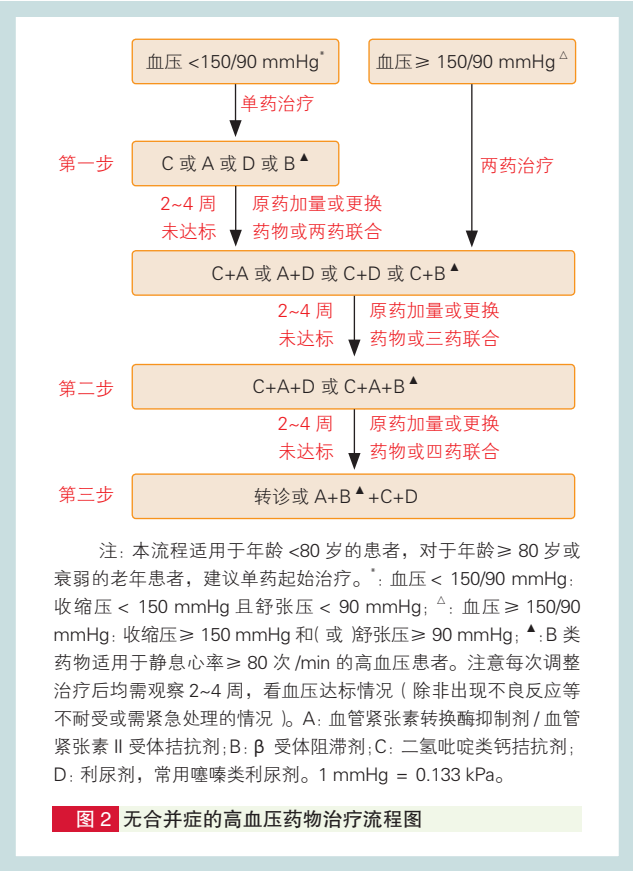 血压 <150/90 mmHg*
血压≥ 150/90 mmHg△
单药治疗
第一步
C 或 A 或 D 或 B▲
两药治疗
2~4 周
原药加量或更换
未达标
药物或两药联合
C+A 或 A+D 或 C+D 或 C+B▲
2~4 周
原药加量或更换
未达标
药物或三药联合
第二步
C+A+D 或 C+A+B▲
2~4 周
原药加量或更换
未达标
药物或四药联合
第三步
转诊或 A+B▲+C+D
注: 本流程适用于年龄 <80 岁的患者，对于年龄≥ 80 岁或
衰弱的老年患者，建议单药起始治疗。*: 血压< 150/90 mmHg:
收缩压< 150 mmHg 且舒张压< 90 mmHg; △: 血压≥ 150/90
mmHg: 收缩压≥ 150 mmHg 和( 或 )舒张压≥ 90 mmHg; ▲:B 类
药物适用于静息心率≥ 80 次 /min 的高血压患者。注意每次调整
治疗后均需观察 2~4 周，看血压达标情况（ 除非出现不良反应等
不耐受或需紧急处理的情况 ）。A: 血管紧张素转换酶抑制剂 / 血管
紧张素 II 受体拮抗剂; B: β 受体阻滞剂; C: 二氢吡啶类钙拮抗剂;
D: 利尿剂，常用噻嗪类利尿剂。1 mmHg = 0.133 kPa。
图 2 无合并症的高血压药物治疗流程图